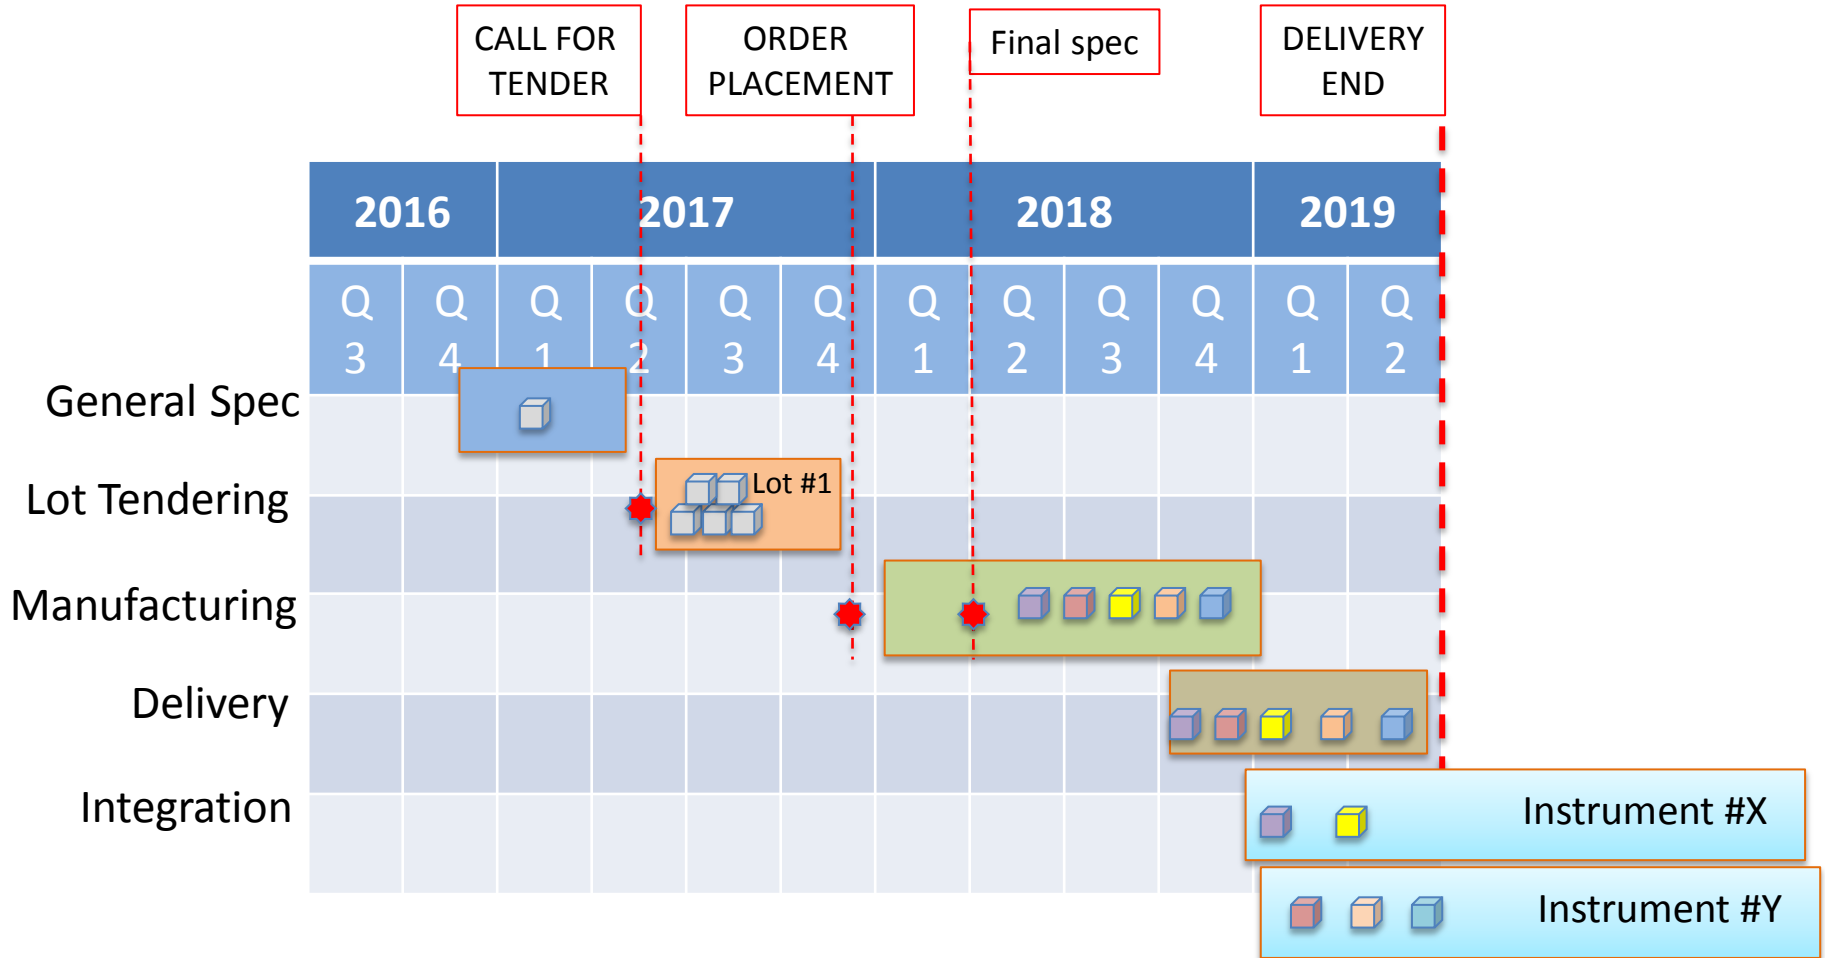 CALL FOR
TENDER
ORDER
PLACEMENT
Final spec
DELIVERY
END
2016 2017 2018 2019
Q Q Q Q Q Q Q Q Q Q Q Q
3 4 1 2 3 4 1 2 3 4 1 2
General Spec
Lot Tendering
Lot #1
Manufacturing
Delivery
Integration
Instrument #X
Instrument #Y